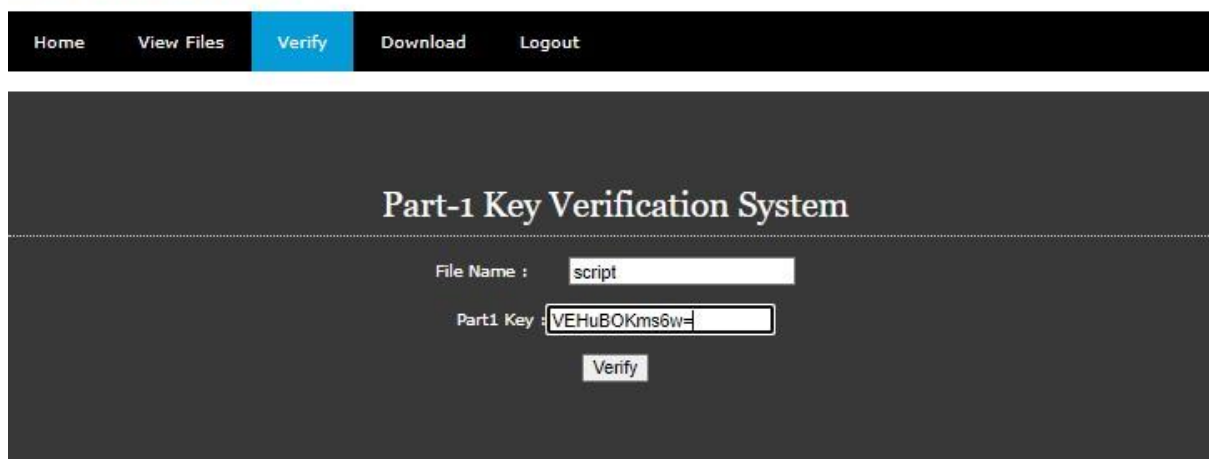 Home View Files Verify Download Logout
Part-1 Key Verification System
File Name : script
Part1 Key : VEHuBOKms6w=
Verify